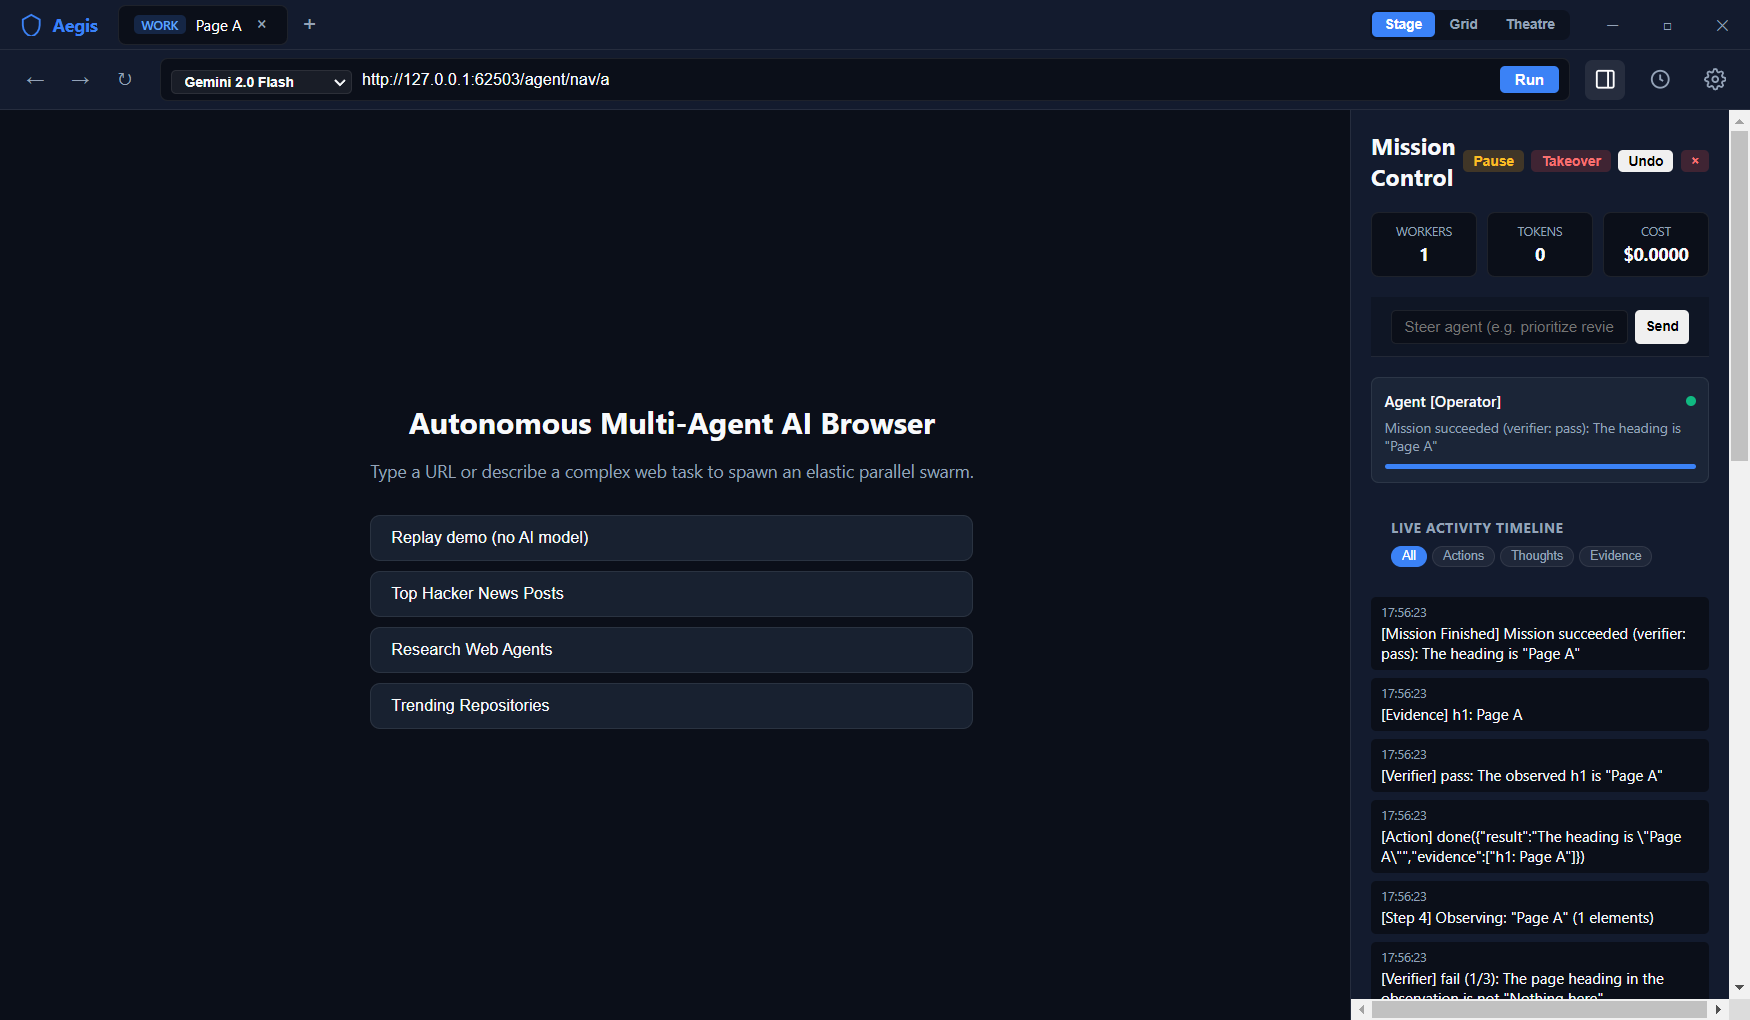 Aegis
WORK Page A ×
+
Stage Grid Theatre
Gemini 2.0 Flash
http://127.0.0.1:62503/agent/nav/a
Run
Autonomous Multi-Agent AI Browser
Type a URL or describe a complex web task to spawn an elastic parallel swarm.
Replay demo (no AI model)
Top Hacker News Posts
Research Web Agents
Trending Repositories
Mission
Control
Pause Takeover Undo ×
WORKERS
1
TOKENS
0
COST
$0.0000
Steer agent (e.g. prioritize revie
Send
Agent [Operator]
Mission succeeded (verifier: pass): The heading is
"Page A"
LIVE ACTIVITY TIMELINE
All Actions Thoughts Evidence
17:56:23
[Mission Finished] Mission succeeded (verifier:
pass): The heading is "Page A"
17:56:23
[Evidence] h1: Page A
17:56:23
[Verifier] pass: The observed h1 is "Page A"
17:56:23
[Action] done({"result":"The heading is \"Page
A\"","evidence":["h1: Page A"]})
17:56:23
[Step 4] Observing: "Page A" (1 elements)
17:56:23
[Verifier] fail (1/3): The page heading in the
observation is not "Nothing here"